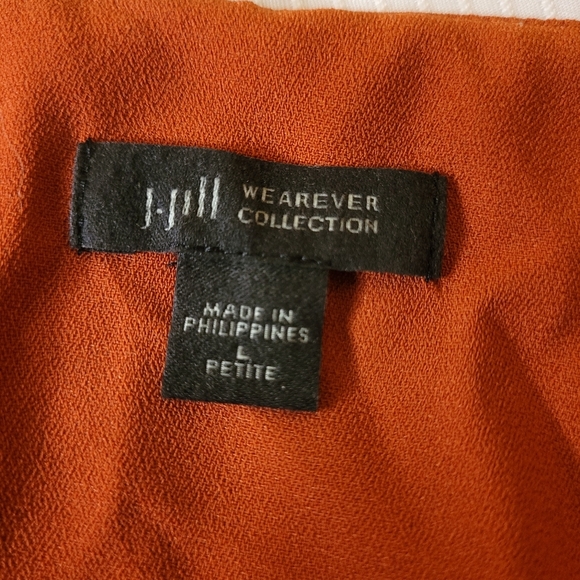 J.Jill WEAREVER
COLLECTION
MADE IN
PHILIPPINES
L
PETITE